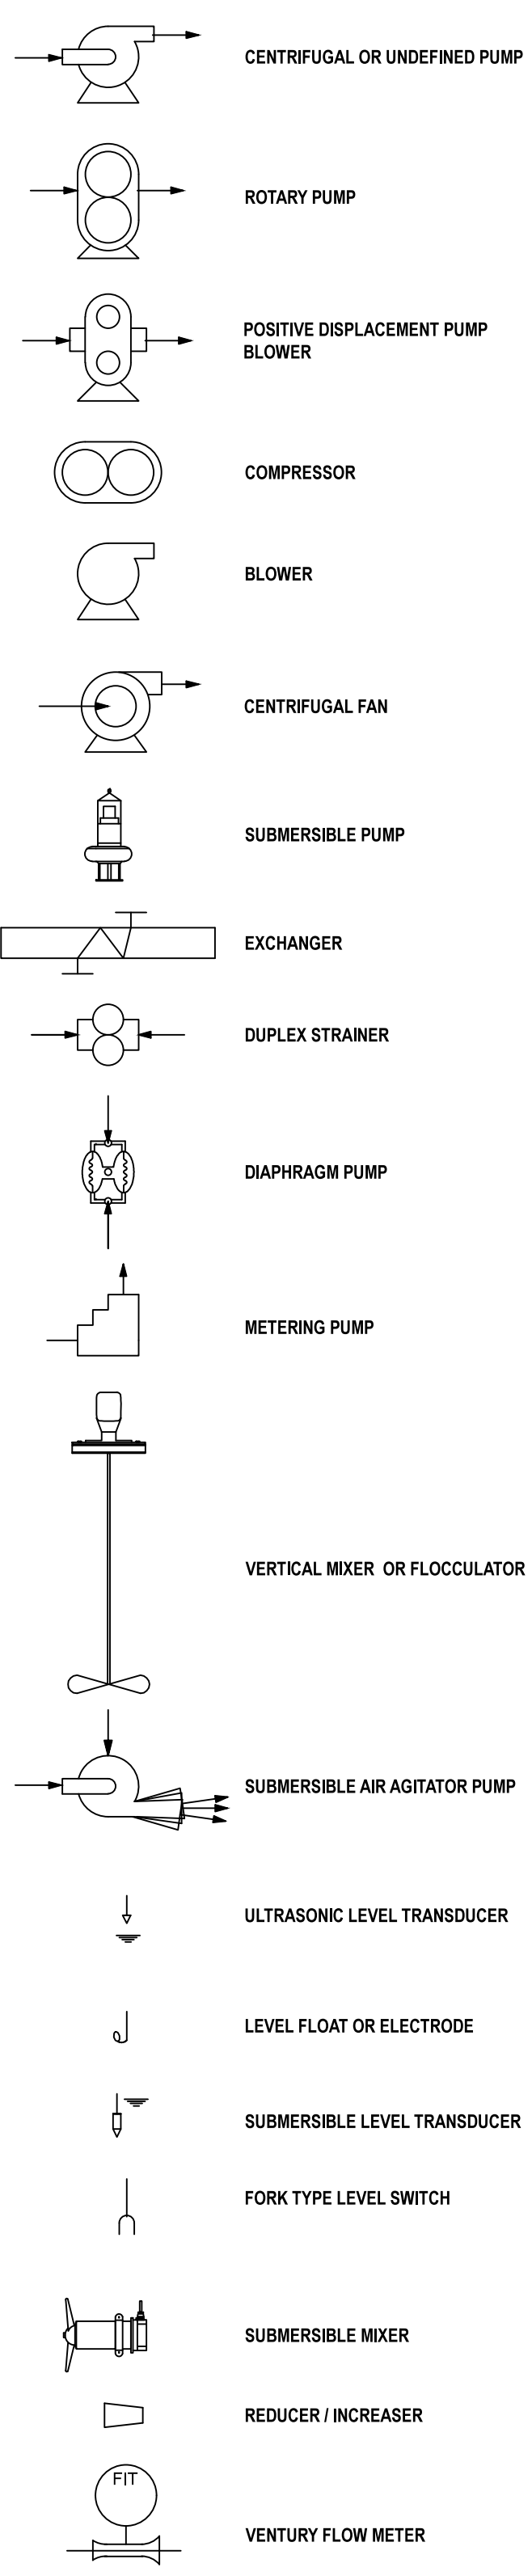 CENTRIFUGAL OR UNDEFINED PUMP
ROTARY PUMP
POSITIVE DISPLACEMENT PUMP
BLOWER
COMPRESSOR
BLOWER
CENTRIFUGAL FAN
SUBMERSIBLE PUMP
EXCHANGER
DUPLEX STRAINER
DIAPHRAGM PUMP
METERING PUMP
VERTICAL MIXER OR FLOCCULATOR
SUBMERSIBLE AIR AGITATOR PUMP
ULTRASONIC LEVEL TRANSDUCER
LEVEL FLOAT OR ELECTRODE
SUBMERSIBLE LEVEL TRANSDUCER
FORK TYPE LEVEL SWITCH
SUBMERSIBLE MIXER
REDUCER / INCREASER
FIT
VENTURY FLOW METER